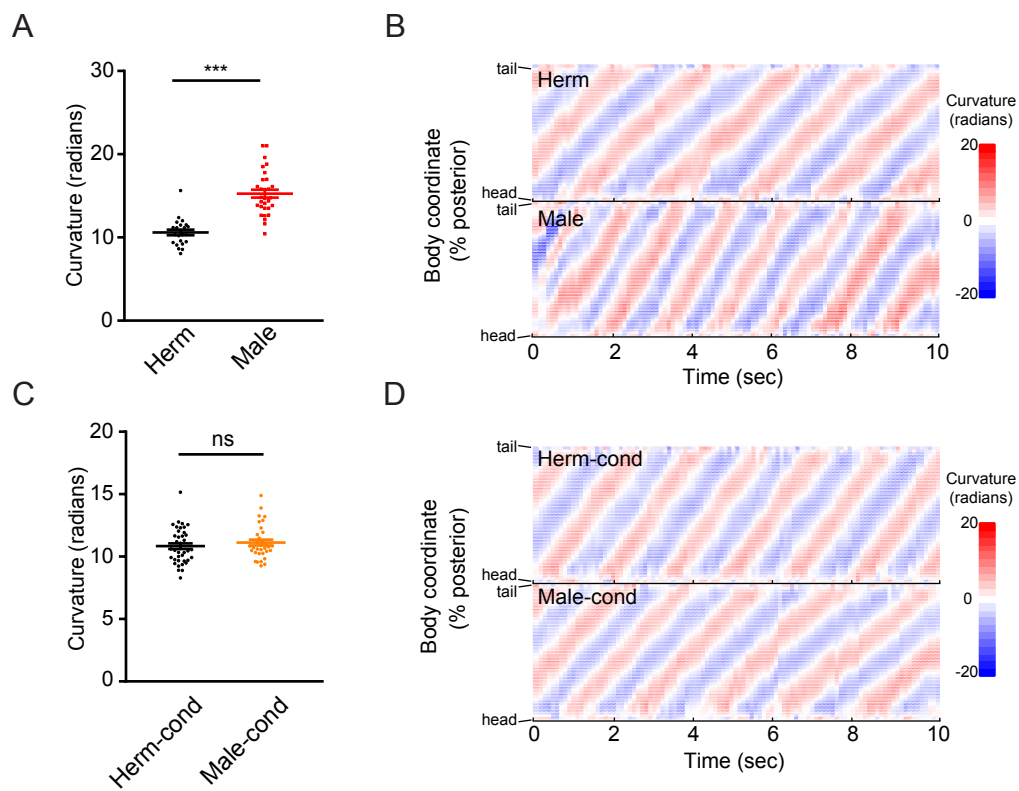 A
Curvature (radians)
30
20
10
0
***
Herm
Male
B
Body coordinate
(% posterior)
tail
Herm
head
tail
Male
head
0 2 4 6 8 10
Time (sec)
Curvature
(radians)
20
0
-20
C
Curvature (radians)
20
15
10
5
0
ns
Herm-cond
Male-cond
D
Body coordinate
(% posterior)
tail
Herm-cond
head
tail
Male-cond
head
0 2 4 6 8 10
Time (sec)
Curvature
(radians)
20
0
-20